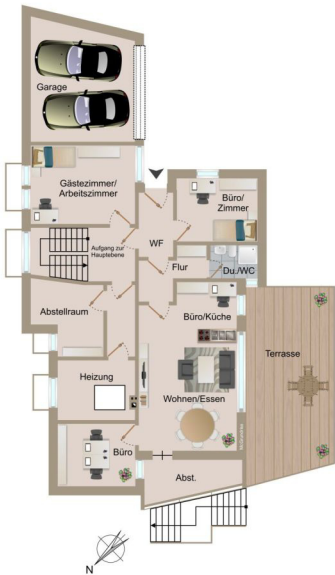 Garage
Gästezimmer/
Arbeitszimmer
Büro/
Zimmer
Aufgang zur
Hauptebene
WF
Flur
Du./WC
Abstellraum
Büro/Küche
Terrasse
Heizung
Wohnen/Essen
Büro
Abst.
N